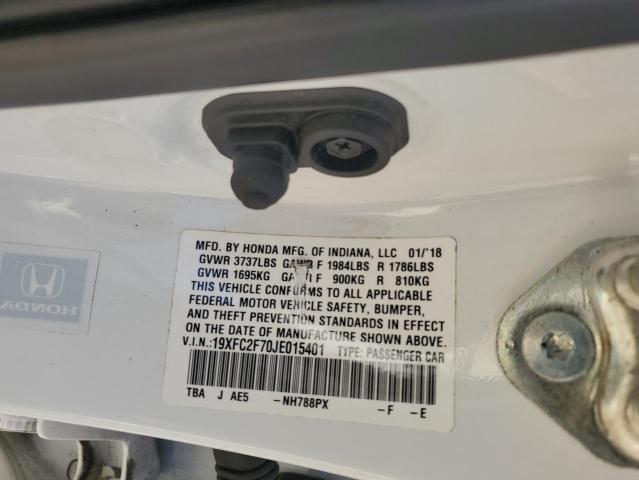 MFD. BY HONDA MFG. OF INDIANA, LLC 01/'18
GVWR 3737LBS GAWR F 1984LBS R 1786LBS
GVWR 1695KG GAWR F 900KG R 810KG
THIS VEHICLE CONFORMS TO ALL APPLICABLE
FEDERAL MOTOR VEHICLE SAFETY, BUMPER,
AND THEFT PREVENTION STANDARDS IN EFFECT
ON THE DATE OF MANUFACTURE SHOWN ABOVE.
V.I.N.:19XFC2F70JE015401 TYPE: PASSENGER CAR
TBA J AE5 -NH788PX -F -E
HONDA